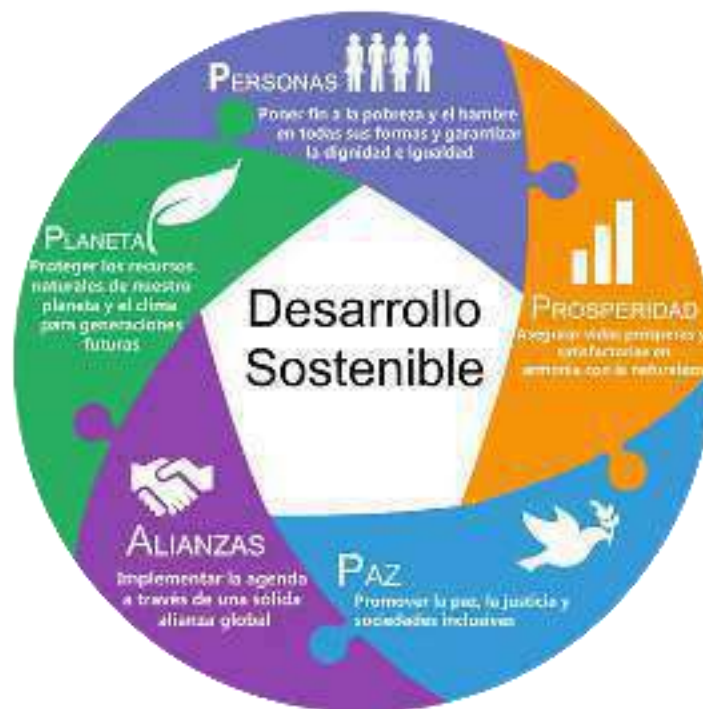 PERSONAS
Poner fin a la pobreza y el hambre
en todas sus formas y garantizar
la dignidad e igualdad
PROSPERIDAD
Asegurar vidas prósperas y
satisfactorias en
armonía con la naturaleza
PAZ
Promover la paz, la justicia y
sociedades inclusivas
ALIANZAS
Implementar la agenda
a través de una sólida
alianza global
PLANETA
Proteger los recursos
naturales de nuestro
planeta y el clima
para generaciones
futuras
Desarrollo
Sostenible